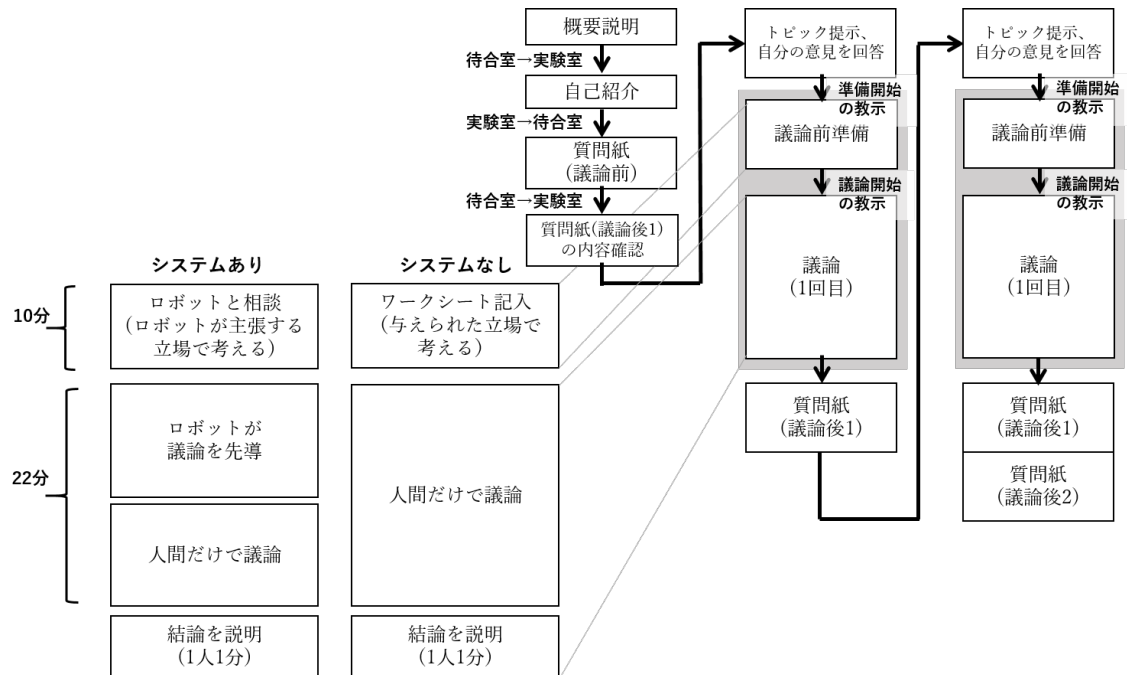 概要説明
待合室→実験室
自己紹介
実験室→待合室
質問紙
(議論前)
待合室→実験室
質問紙(議論後1)
の内容確認
トピック提示、
自分の意見を回答
準備開始
の教示
議論前準備
議論開始
の教示
議論
(1回目)
質問紙
(議論後1)
トピック提示、
自分の意見を回答
準備開始
の教示
議論前準備
議論開始
の教示
議論
(1回目)
質問紙
(議論後1)
質問紙
(議論後2)
システムあり
システムなし
10分
ロボットと相談
(ロボットが主張する
立場で考える)
ワークシート記入
(与えられた立場で
考える)
22分
ロボットが
議論を先導
人間だけで議論
人間だけで議論
結論を説明
(1人1分)
結論を説明
(1人1分)